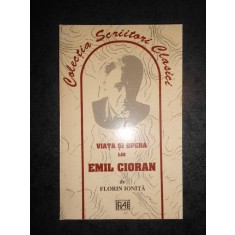 Colecția Scriitori Clasici
VIAȚA ȘI OPERA
LUI
EMIL CIORAN
de
FLORIN IONIȚĂ